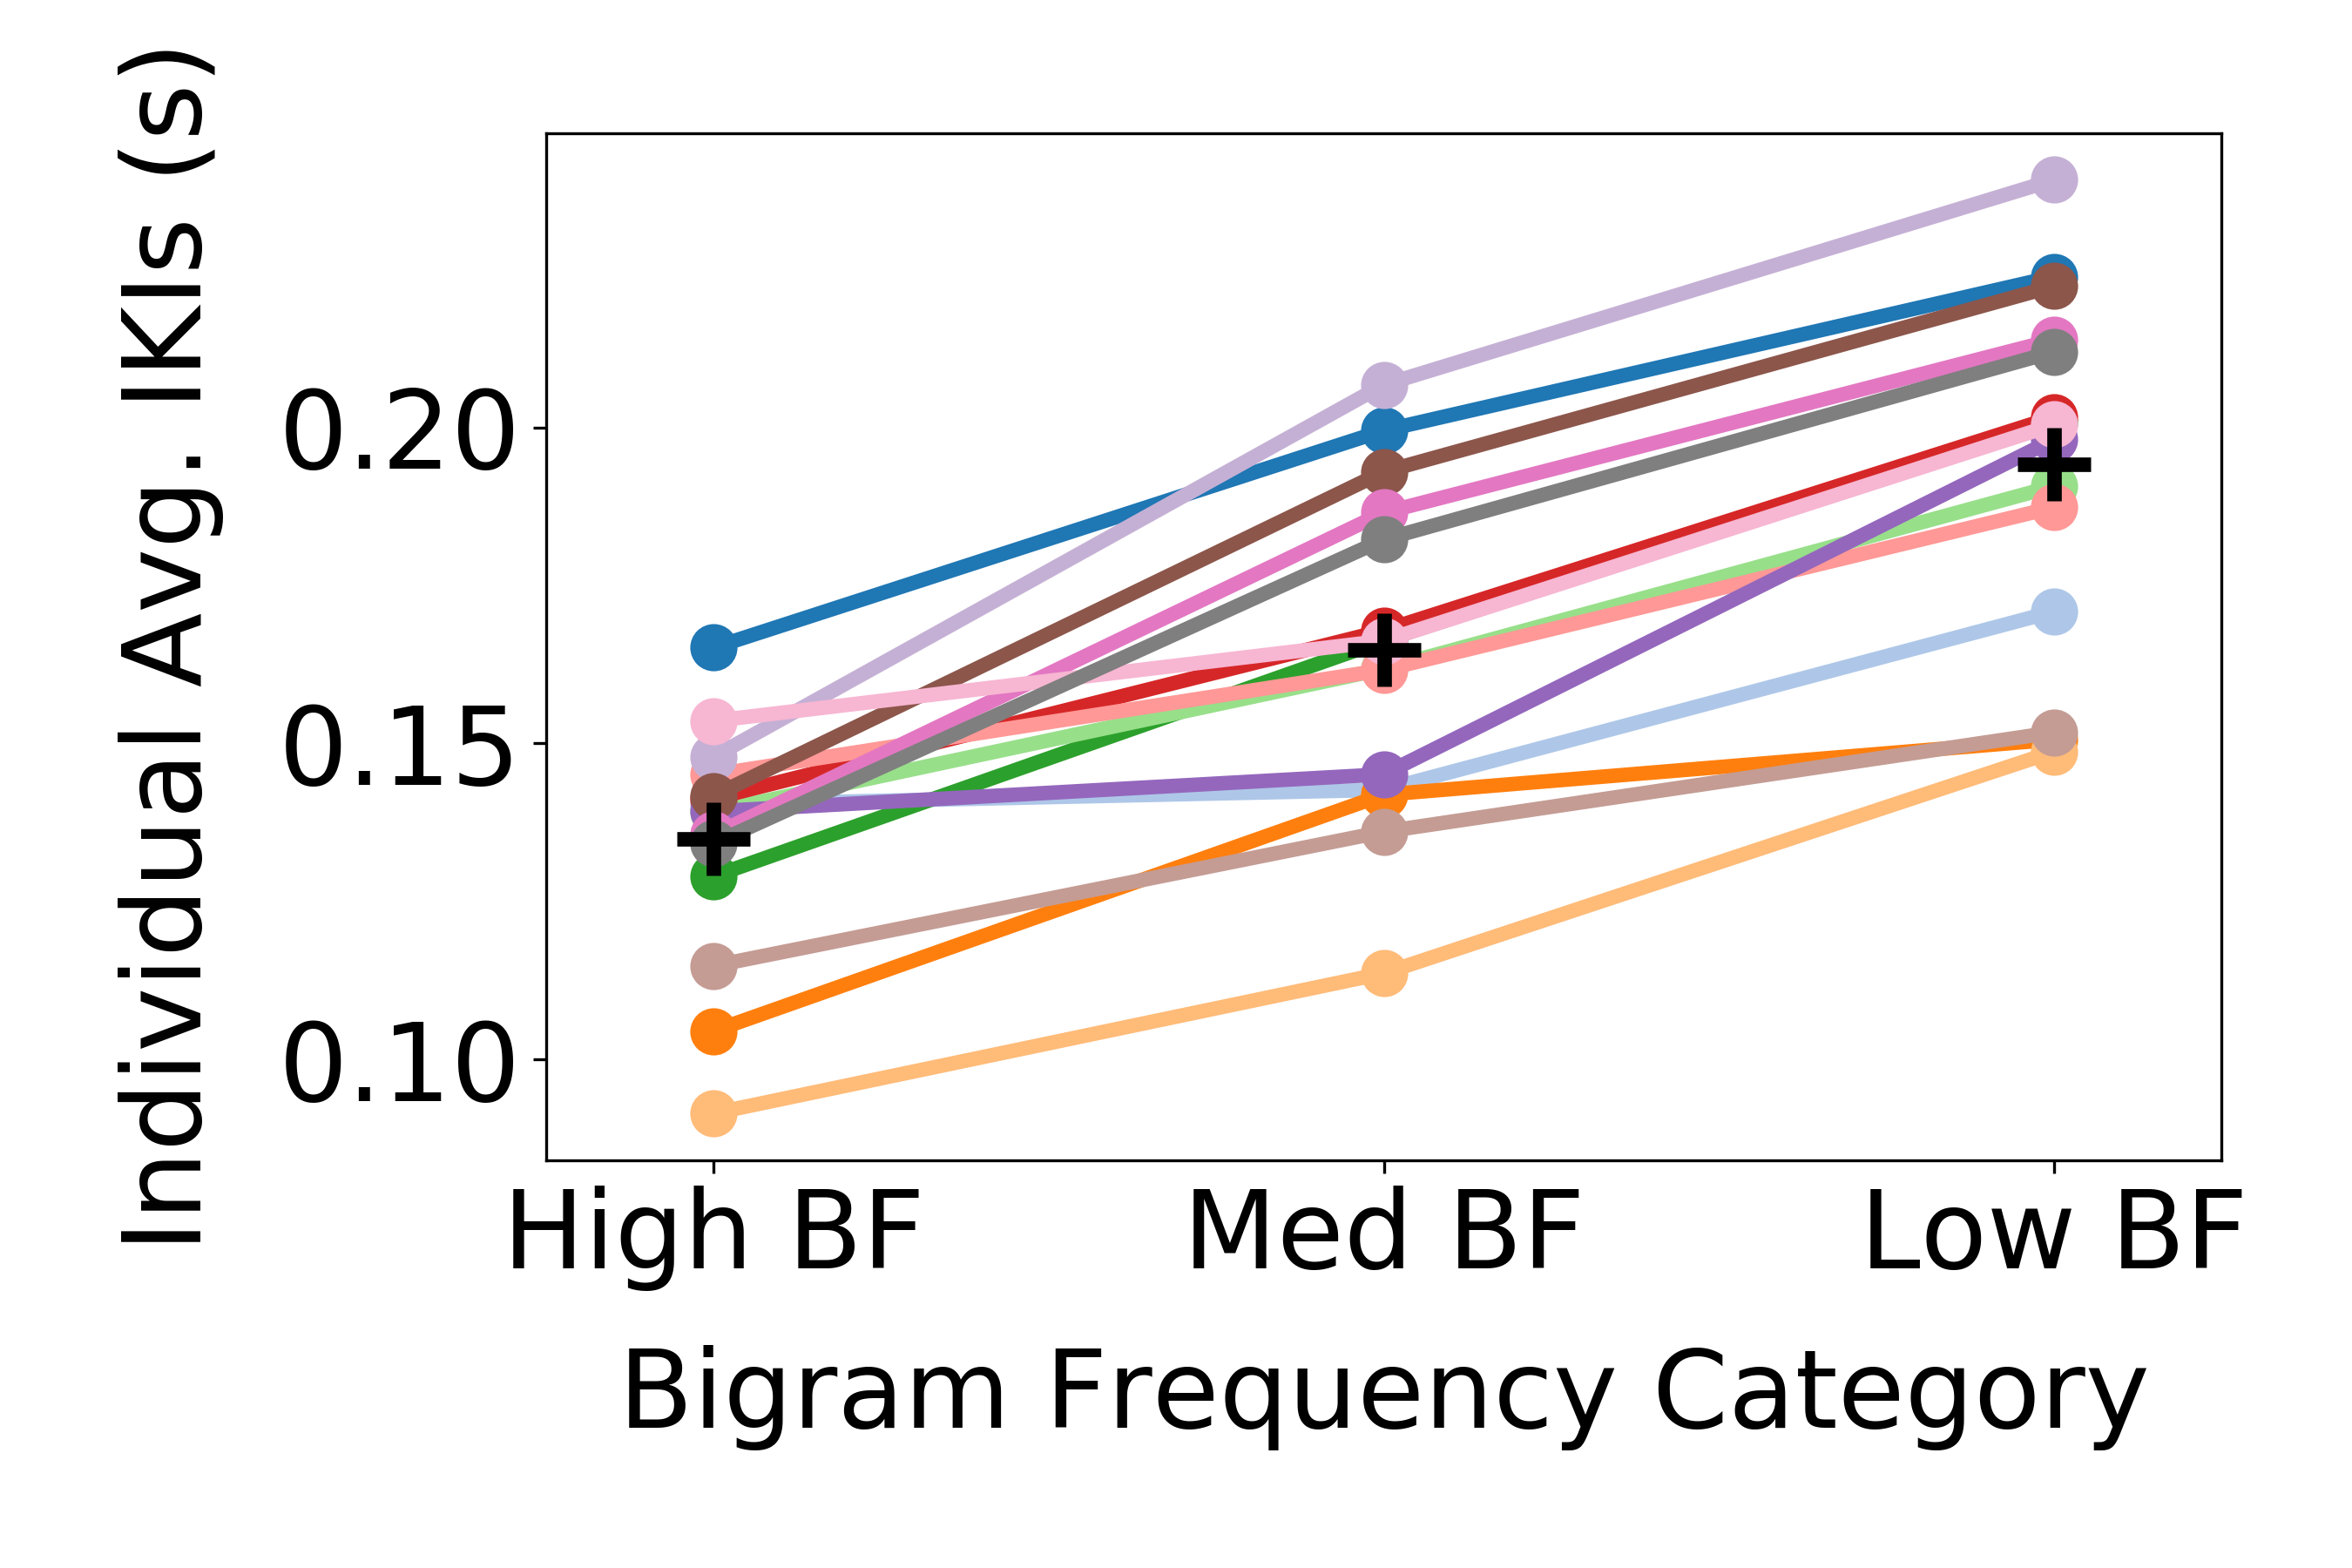 Individual Avg. IKIs (s)
0.20
0.15
0.10
High BF Med BF Low BF
Bigram Frequency Category